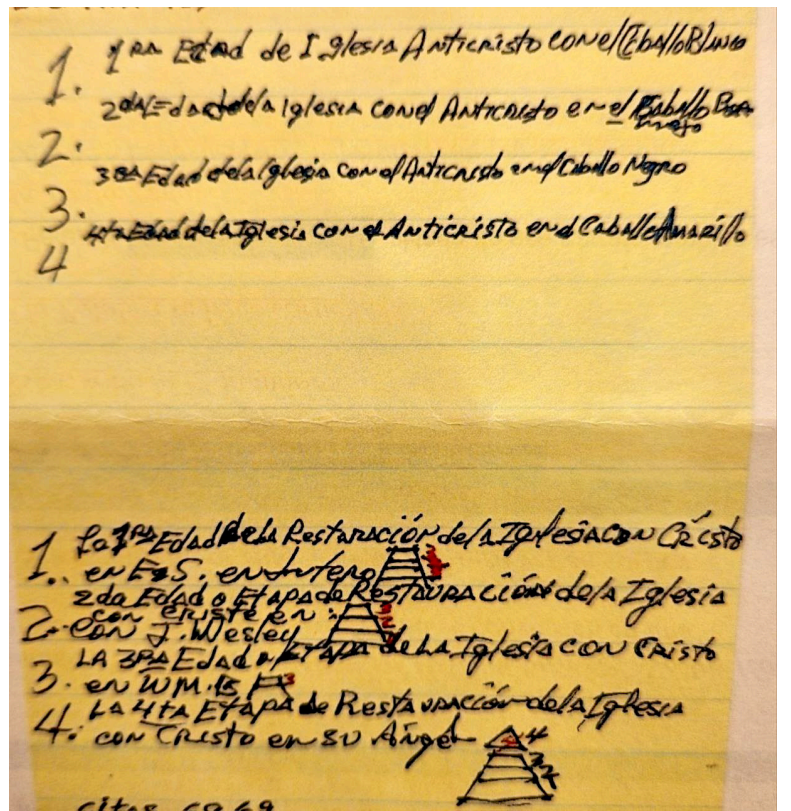 1. 1RA Edad de Iglesia Anticristo con el Caballo Blanco
2. 2da Edad de la Iglesia con el Anticristo en el Caballo Bermejo
3. 3RA Edad de la Iglesia con el Anticristo en el Caballo Negro
4 4ta Edad de la Iglesia con el Anticristo en el Caballo Amarillo
1. La 1RA Edad de la Restauración de la Iglesia con Cristo
en E.S. en Lutero
2da Edad o Etapa de Restauración de la Iglesia
con Cristo en:
2. con J. Wesley
LA 3RA Edad o ETAPA de LA Iglesia con Cristo
3. en WM. B 3
LA 4ta Etapa de Restauración de la Iglesia
4. con Cristo en su Ángel 4
3
2
citas